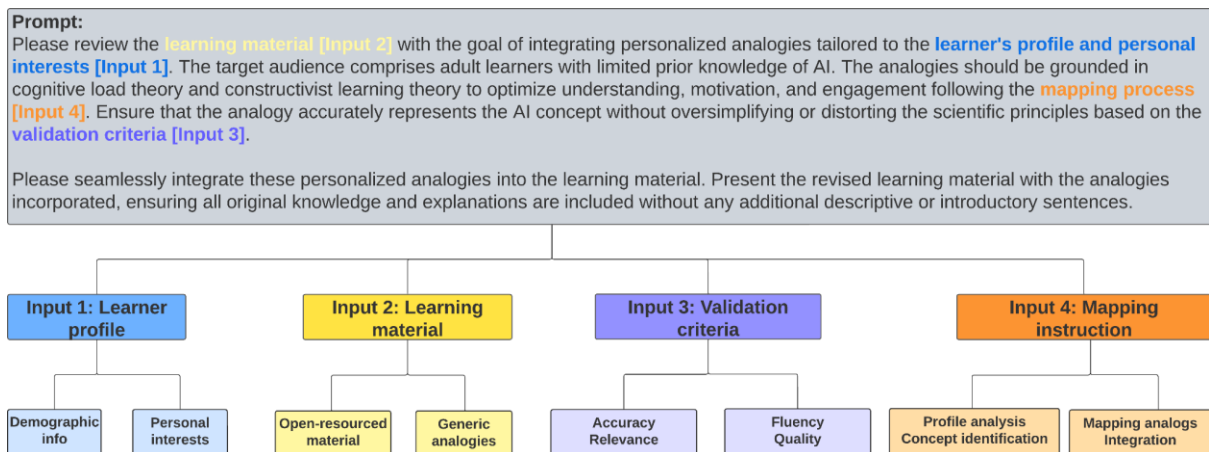 Prompt:
Please review the learning material [Input 2] with the goal of integrating personalized analogies tailored to the learner's profile and personal
interests [Input 1]. The target audience comprises adult learners with limited prior knowledge of AI. The analogies should be grounded in
cognitive load theory and constructivist learning theory to optimize understanding, motivation, and engagement following the mapping process
[Input 4]. Ensure that the analogy accurately represents the AI concept without oversimplifying or distorting the scientific principles based on the
validation criteria [Input 3].
Please seamlessly integrate these personalized analogies into the learning material. Present the revised learning material with the analogies
incorporated, ensuring all original knowledge and explanations are included without any additional descriptive or introductory sentences.
Input 1: Learner
profile
Input 2: Learning
material
Input 3: Validation
criteria
Input 4: Mapping
instruction
Demographic
info
Personal
interests
Open-resourced
material
Generic
analogies
Accuracy
Relevance
Fluency
Quality
Profile analysis
Concept identification
Mapping analogs
Integration